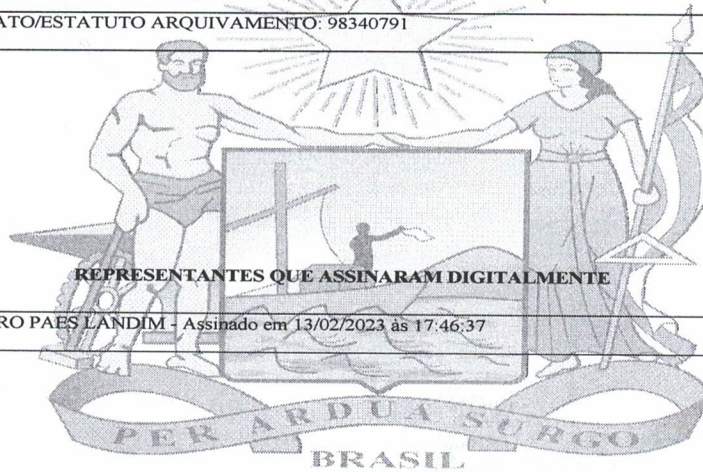 ATO/ESTATUTO ARQUIVAMENTO: 98340791
REPRESENTANTES QUE ASSINARAM DIGITALMENTE
RO PAES LANDIM - Assinado em 13/02/2023 às 17:46:37
PER ARDUA SURGO
BRASIL